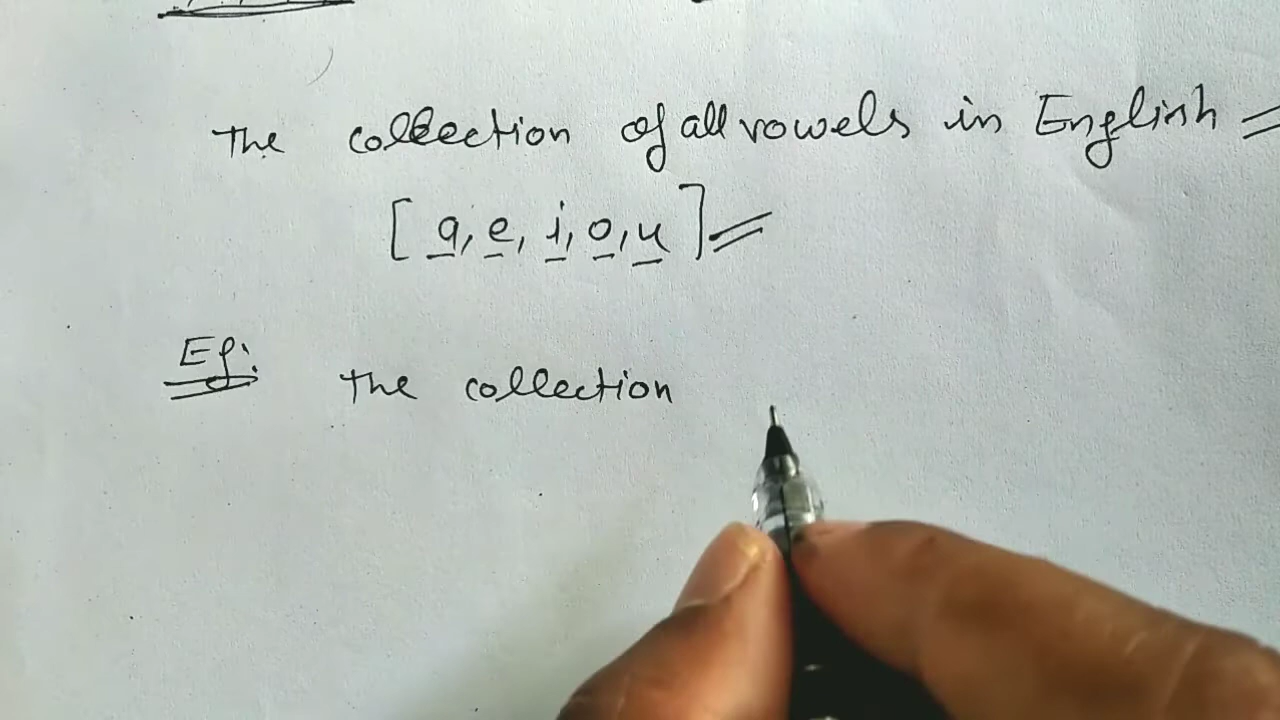 The collection of all vowels in English =
[a, e, i, o, u]=
Eg:
The collection